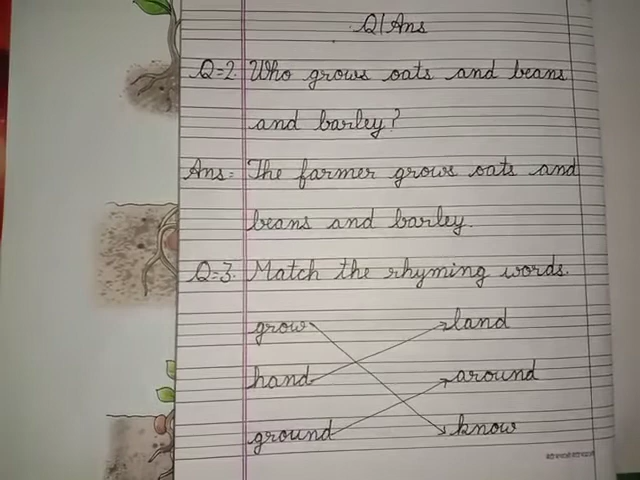 Q/Ans
Q=2. Who grows oats and beans
and barley?
Ans= The farmer grows oats and
beans and barley.
Q=3. Match the rhyming words.
grow land
hand around
ground know